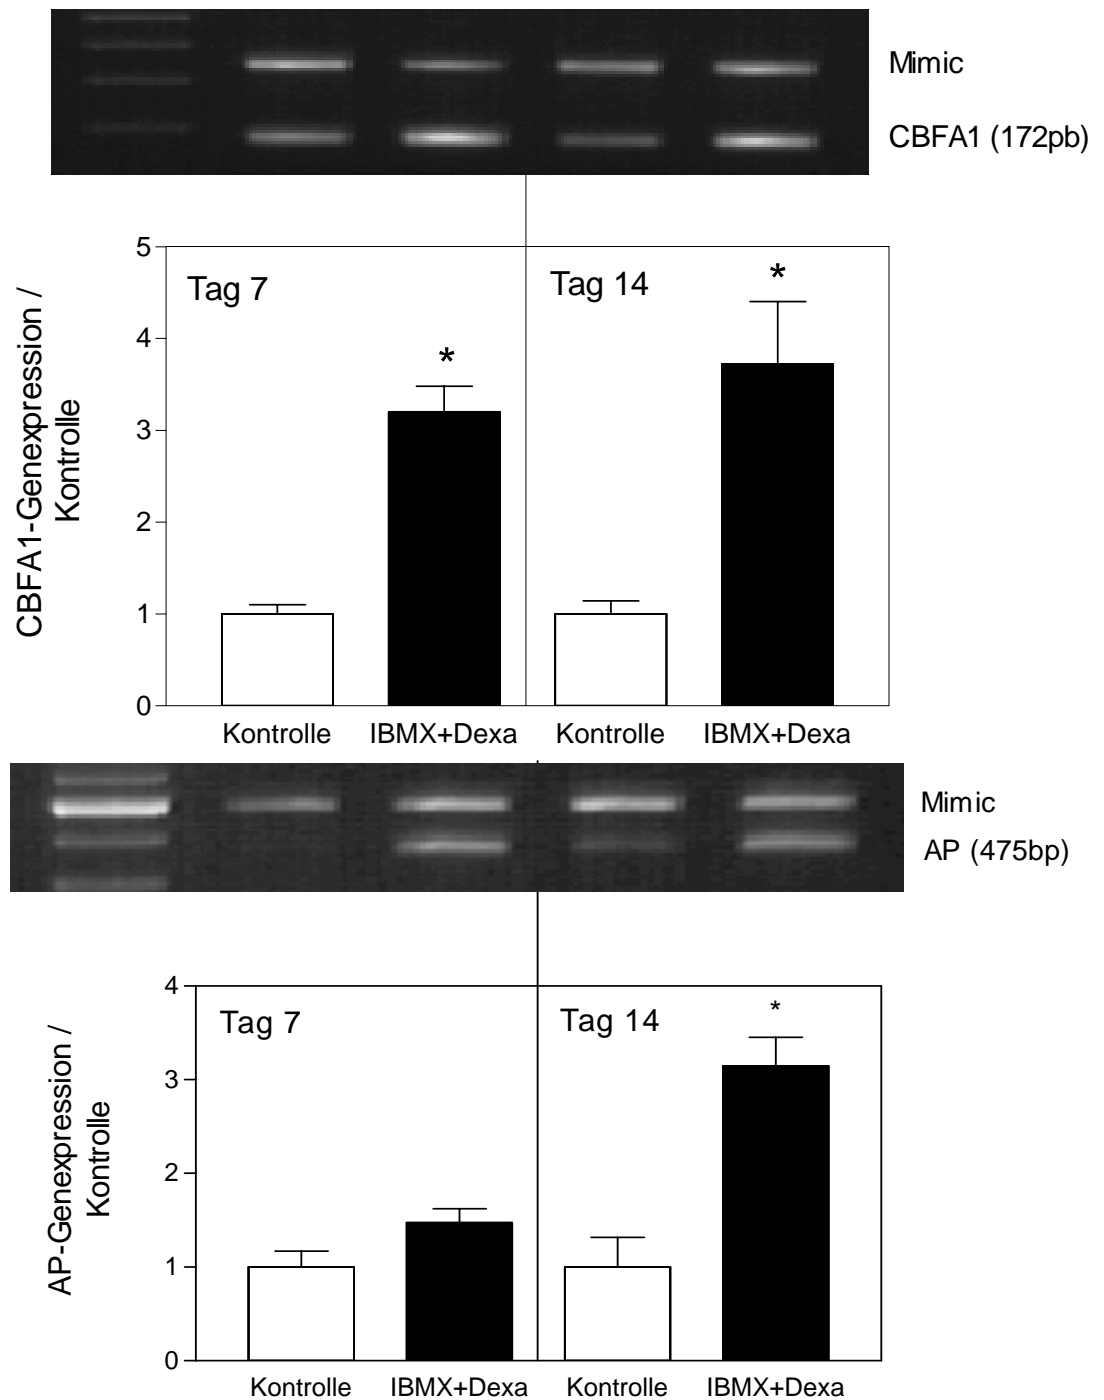 Mimic
CBFA1 (172pb)
CBFA1-Genexpression /
Kontrolle
5
4
3
2
1
0
Tag 7
Tag 14
*
*
Kontrolle IBMX+Dexa Kontrolle IBMX+Dexa
Mimic
AP (475bp)
AP-Genexpression /
Kontrolle
4
3
2
1
0
Tag 7
Tag 14
*
Kontrolle IBMX+Dexa Kontrolle IBMX+Dexa